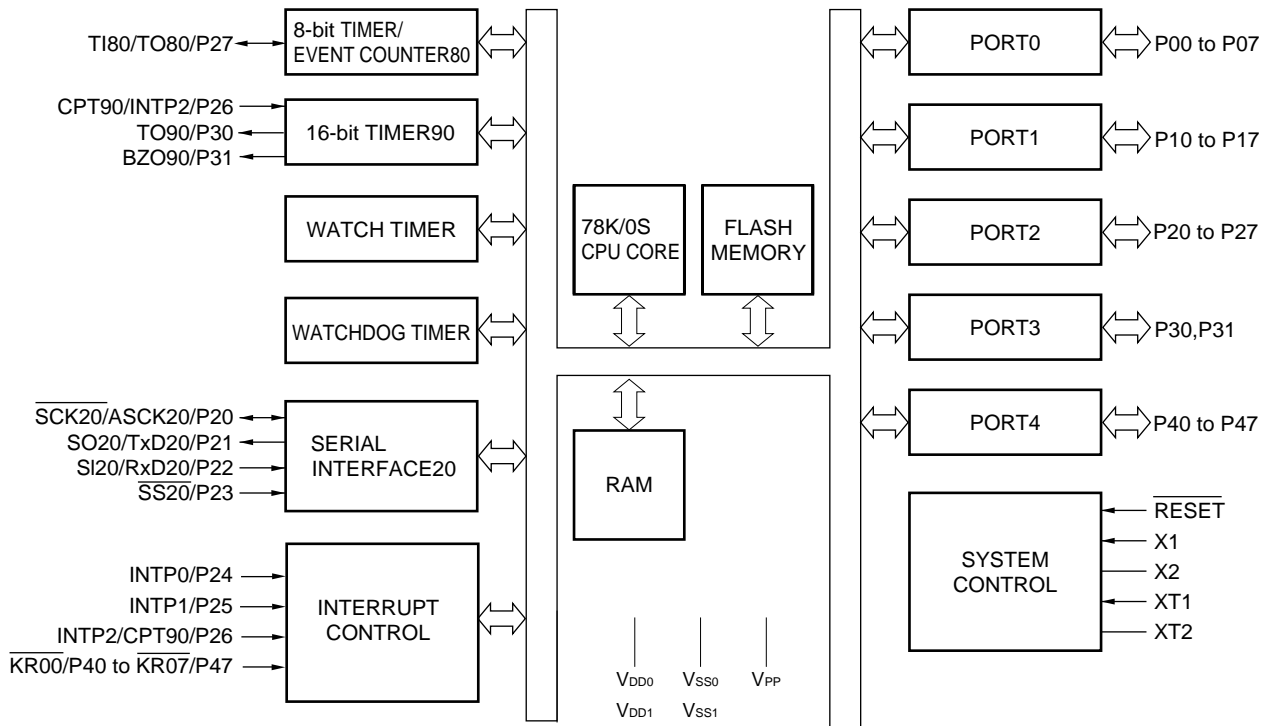 TI80/TO80/P27
8-bit TIMER/
EVENT COUNTER80
CPT90/INTP2/P26
TO90/P30
BZO90/P31
16-bit TIMER90
WATCH TIMER
WATCHDOG TIMER
SCK20/ASCK20/P20
SO20/TxD20/P21
SI20/RxD20/P22
SS20/P23
SERIAL
INTERFACE20
INTP0/P24
INTP1/P25
INTP2/CPT90/P26
KR00/P40 to KR07/P47
INTERRUPT
CONTROL
78K/0S
CPU CORE
FLASH
MEMORY
RAM
VDD0
VSS0
VPP
VDD1
VSS1
PORT0
P00 to P07
PORT1
P10 to P17
PORT2
P20 to P27
PORT3
P30,P31
PORT4
P40 to P47
SYSTEM
CONTROL
RESET
X1
X2
XT1
XT2